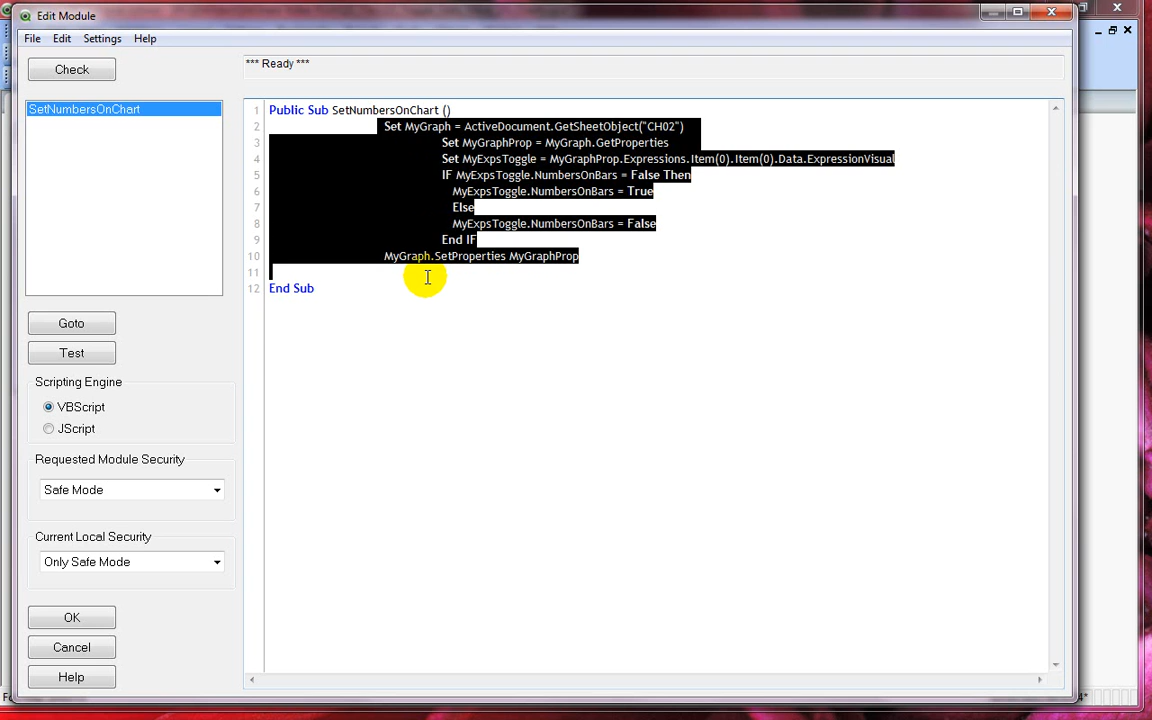 Edit Module
File Edit Settings Help
Check
*** Ready ***
SetNumbersOnChart
1 Public Sub SetNumbersOnChart ()
2 Set MyGraph = ActiveDocument.GetSheetObject("CH02")
3 Set MyGraphProp = MyGraph.GetProperties
4 Set MyExpsToggle = MyGraphProp.Expressions.Item(0).Item(0).Data.ExpressionVisual
5 IF MyExpsToggle.NumbersOnBars = False Then
6 MyExpsToggle.NumbersOnBars = True
7 Else
8 MyExpsToggle.NumbersOnBars = False
9 End IF
10 MyGraph.SetProperties MyGraphProp
11
12 End Sub
Goto
Test
Scripting Engine
VBScript
JScript
Requested Module Security
Safe Mode
Current Local Security
Only Safe Mode
OK
Cancel
Help